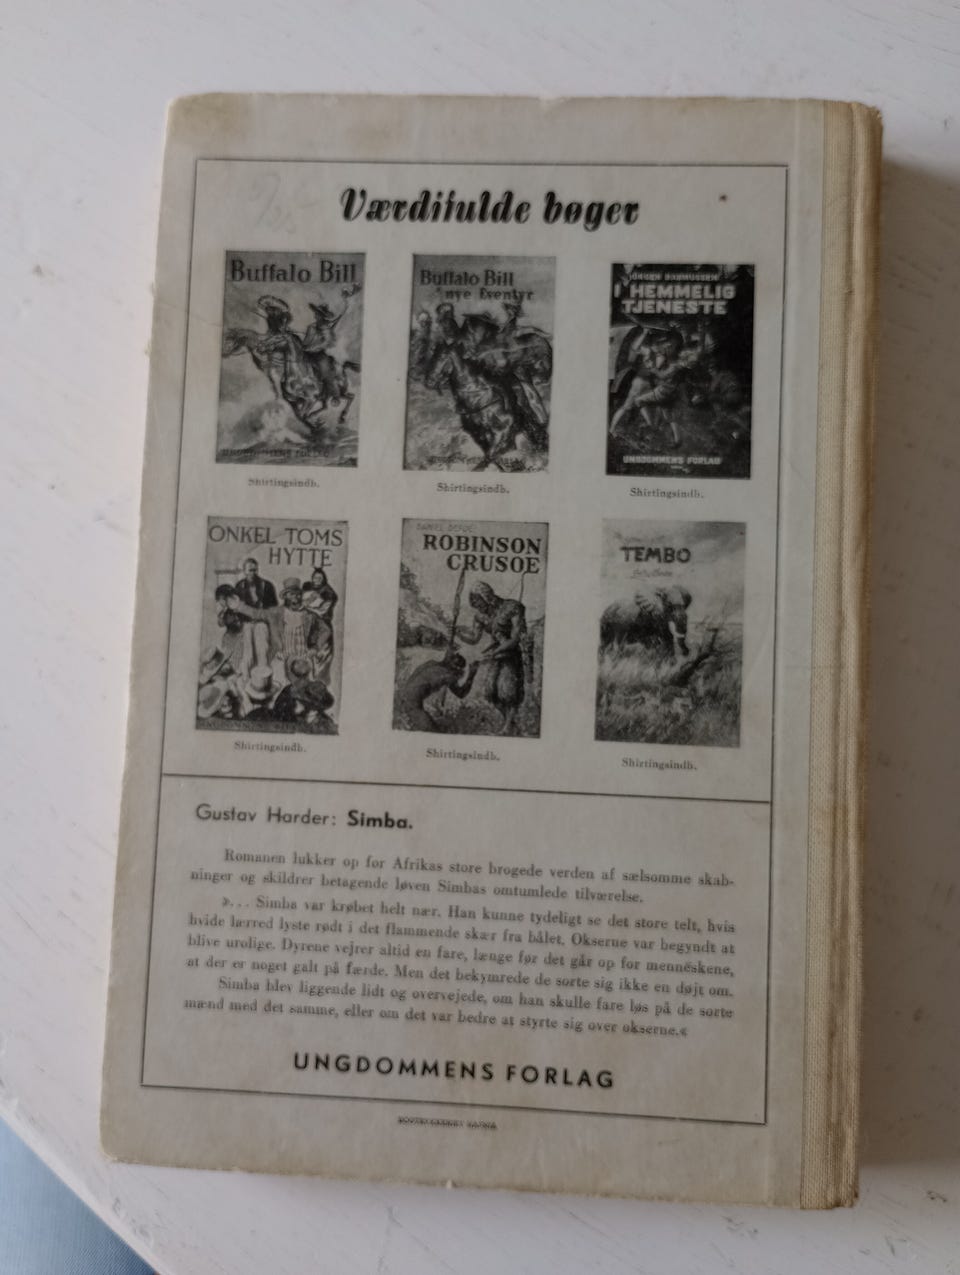 Værdifulde bøger
Buffalo Bill
UNGDOMMENS FORLAG
Shirtingsindb.
Buffalo Bill
nye Eventyr
Shirtingsindb.
JØRGEN RASMUSSEN
I HEMMELIG
TJENESTE
UNGDOMMENS FORLAG
Shirtingsindb.
ONKEL TOMS
HYTTE
Shirtingsindb.
DANIEL DEFOE
ROBINSON
CRUSOE
Shirtingsindb.
TEMBO
Shirtingsindb.
Gustav Harder: Simba.
Romanen lukker op for Afrikas store brogede verden af sælsomme skab-
ninger og skildrer betagende løven Simbas omtumlede tilværelse.
»... Simba var krøbet helt nær. Han kunne tydeligt se det store telt, hvis
hvide lærred lyste rødt i det flammende skær fra bålet. Okserne var begyndt at
blive urolige. Dyrene vejrer altid en fare, længe før det går op for menneskene,
at der er noget galt på færde. Men det bekymrede de sorte sig ikke en døjt om.
Simba blev liggende lidt og overvejede, om han skulle fare løs på de sorte
mænd med det samme, eller om det var bedre at styrte sig over okserne.«
UNGDOMMENS FORLAG